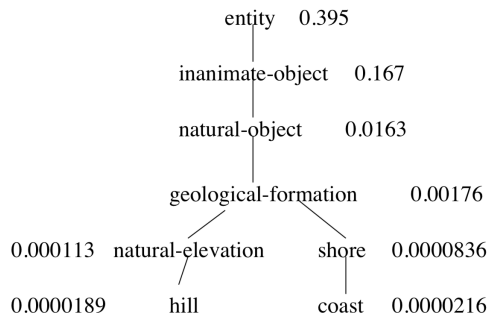 entity 0.395
inanimate-object 0.167
natural-object 0.0163
geological-formation 0.00176
0.000113 natural-elevation shore 0.0000836
0.0000189 hill coast 0.0000216